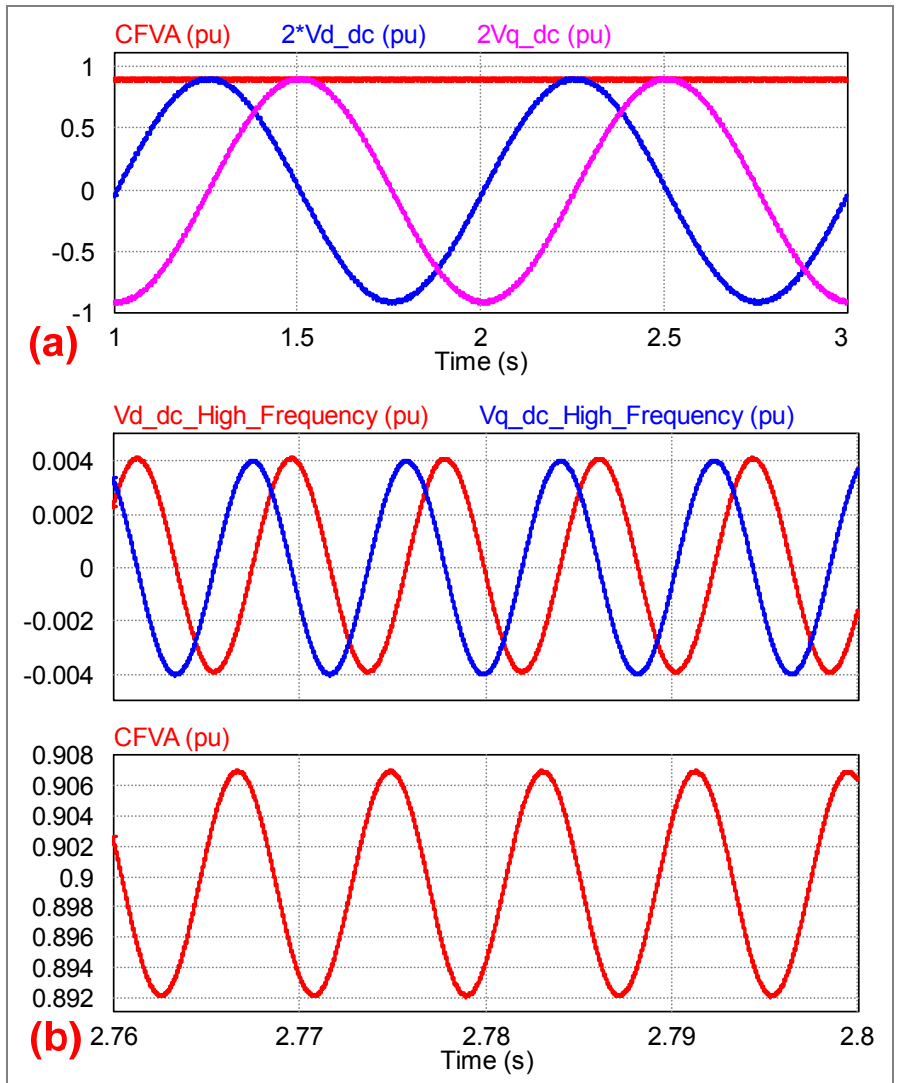 CFVA (pu) 2*Vd_dc (pu) 2Vq_dc (pu)
1
0.5
0
-0.5
-1
1 1.5 2 2.5 3
Time (s)
(a)
Vd_dc_High_Frequency (pu) Vq_dc_High_Frequency (pu)
0.004
0.002
0
-0.002
-0.004
CFVA (pu)
0.908
0.906
0.904
0.902
0.9
0.898
0.896
0.894
0.892
2.76 2.77 2.78 2.79 2.8
Time (s)
(b)